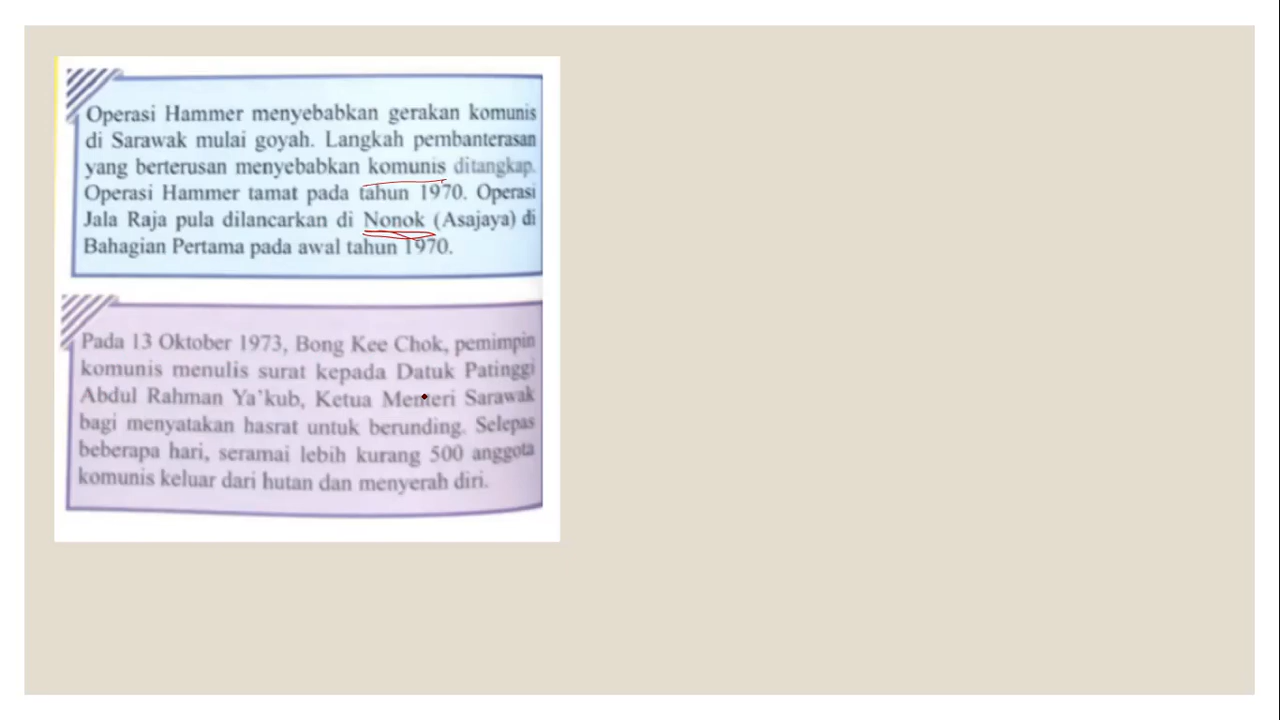 Operasi Hammer menyebabkan gerakan komunis
di Sarawak mulai goyah. Langkah pembanterasan
yang berterusan menyebabkan komunis ditangkap.
Operasi Hammer tamat pada tahun 1970. Operasi
Jala Raja pula dilancarkan di Nonok (Asajaya) di
Bahagian Pertama pada awal tahun 1970.
Pada 13 Oktober 1973, Bong Kee Chok, pemimpin
komunis menulis surat kepada Datuk Patinggi
Abdul Rahman Ya'kub, Ketua Menteri Sarawak
bagi menyatakan hasrat untuk berunding. Selepas
beberapa hari, seramai lebih kurang 500 anggota
komunis keluar dari hutan dan menyerah diri.